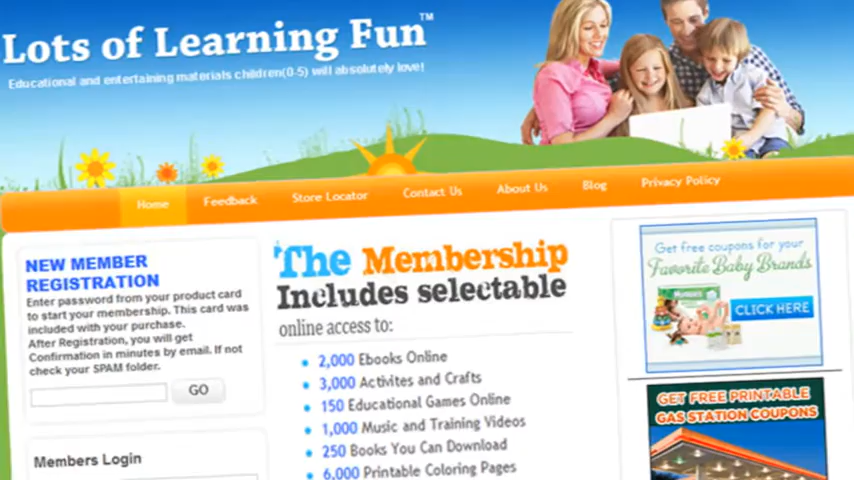 Lots of Learning Fun™
Educational and entertaining materials children(0-5) will absolutely love!
Home Feedback Store Locator Contact Us About Us Blog Privacy Policy
NEW MEMBER
REGISTRATION
Enter password from your product card
to start your membership. This card was
included with your purchase.
After Registration, you will get
Confirmation in minutes by email. If not
check your SPAM folder.
GO
Members Login
The Membership
Includes selectable
online access to:
2,000 Ebooks Online
3,000 Activites and Crafts
150 Educational Games Online
1,000 Music and Training Videos
250 Books You Can Download
6,000 Printable Coloring Pages
Get free coupons for your
Favorite Baby Brands
CLICK HERE
GET FREE PRINTABLE
GAS STATION COUPONS